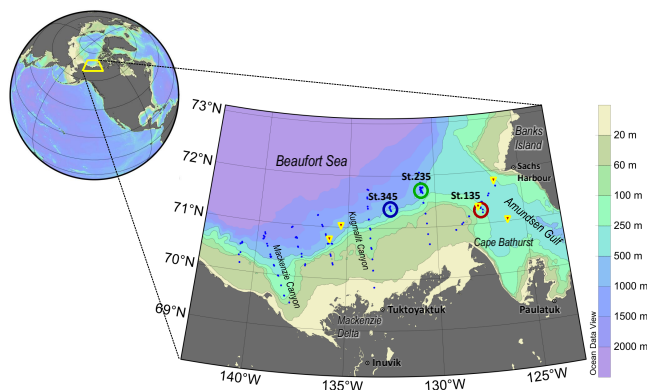 73°N
72°N
71°N
70°N
69°N
Beaufort Sea
Banks
Island
Sachs
Harbour
St.235
St.345
St.135
Amundsen Gulf
Kugmallit Canyon
Mackenzie Canyon
Cape Bathurst
Tuktoyaktuk
Mackenzie
Delta
Inuvik
Paulatuk
140°W
135°W
130°W
125°W
20 m
60 m
100 m
250 m
500 m
1000 m
1500 m
2000 m
Ocean Data View